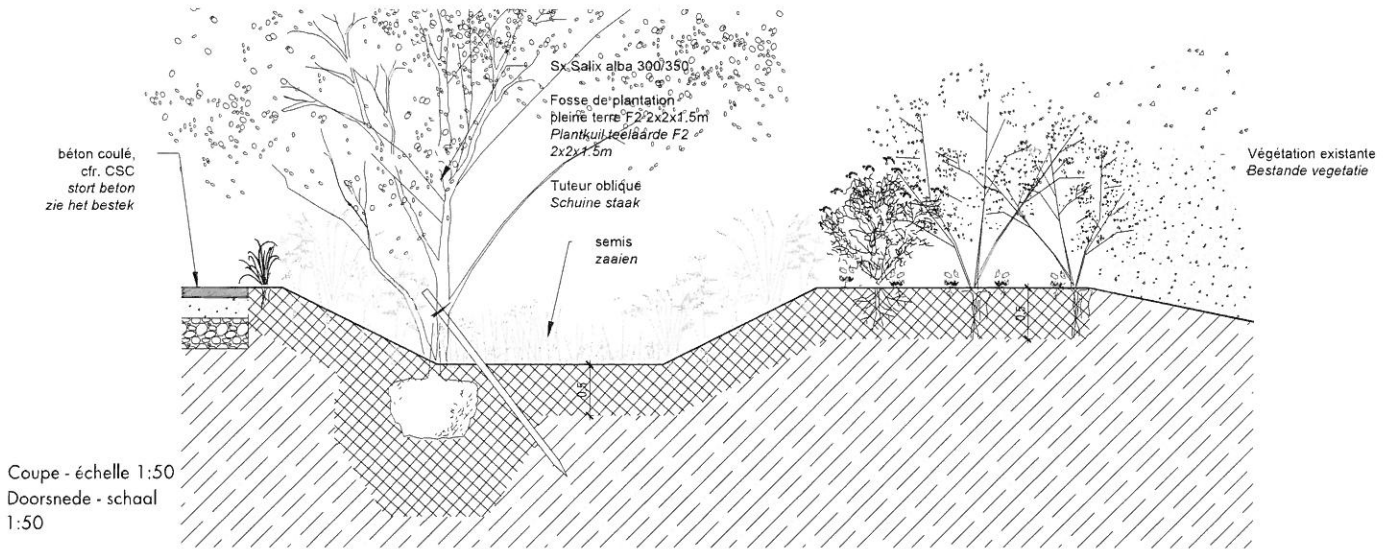 Sx Salix alba 300/350
Fosse de plantation
pleine terre F2 2x2x1.5m
Plantkuil teelaarde F2
2x2x1.5m
béton coulé,
cfr. CSC
stort beton
zie het bestek
Tuteur oblique
Schuine staak
semis
zaaien
Végétation existante
Bestande vegetatie
0,5
0,5
Coupe - échelle 1:50
Doorsnede - schaal
1:50